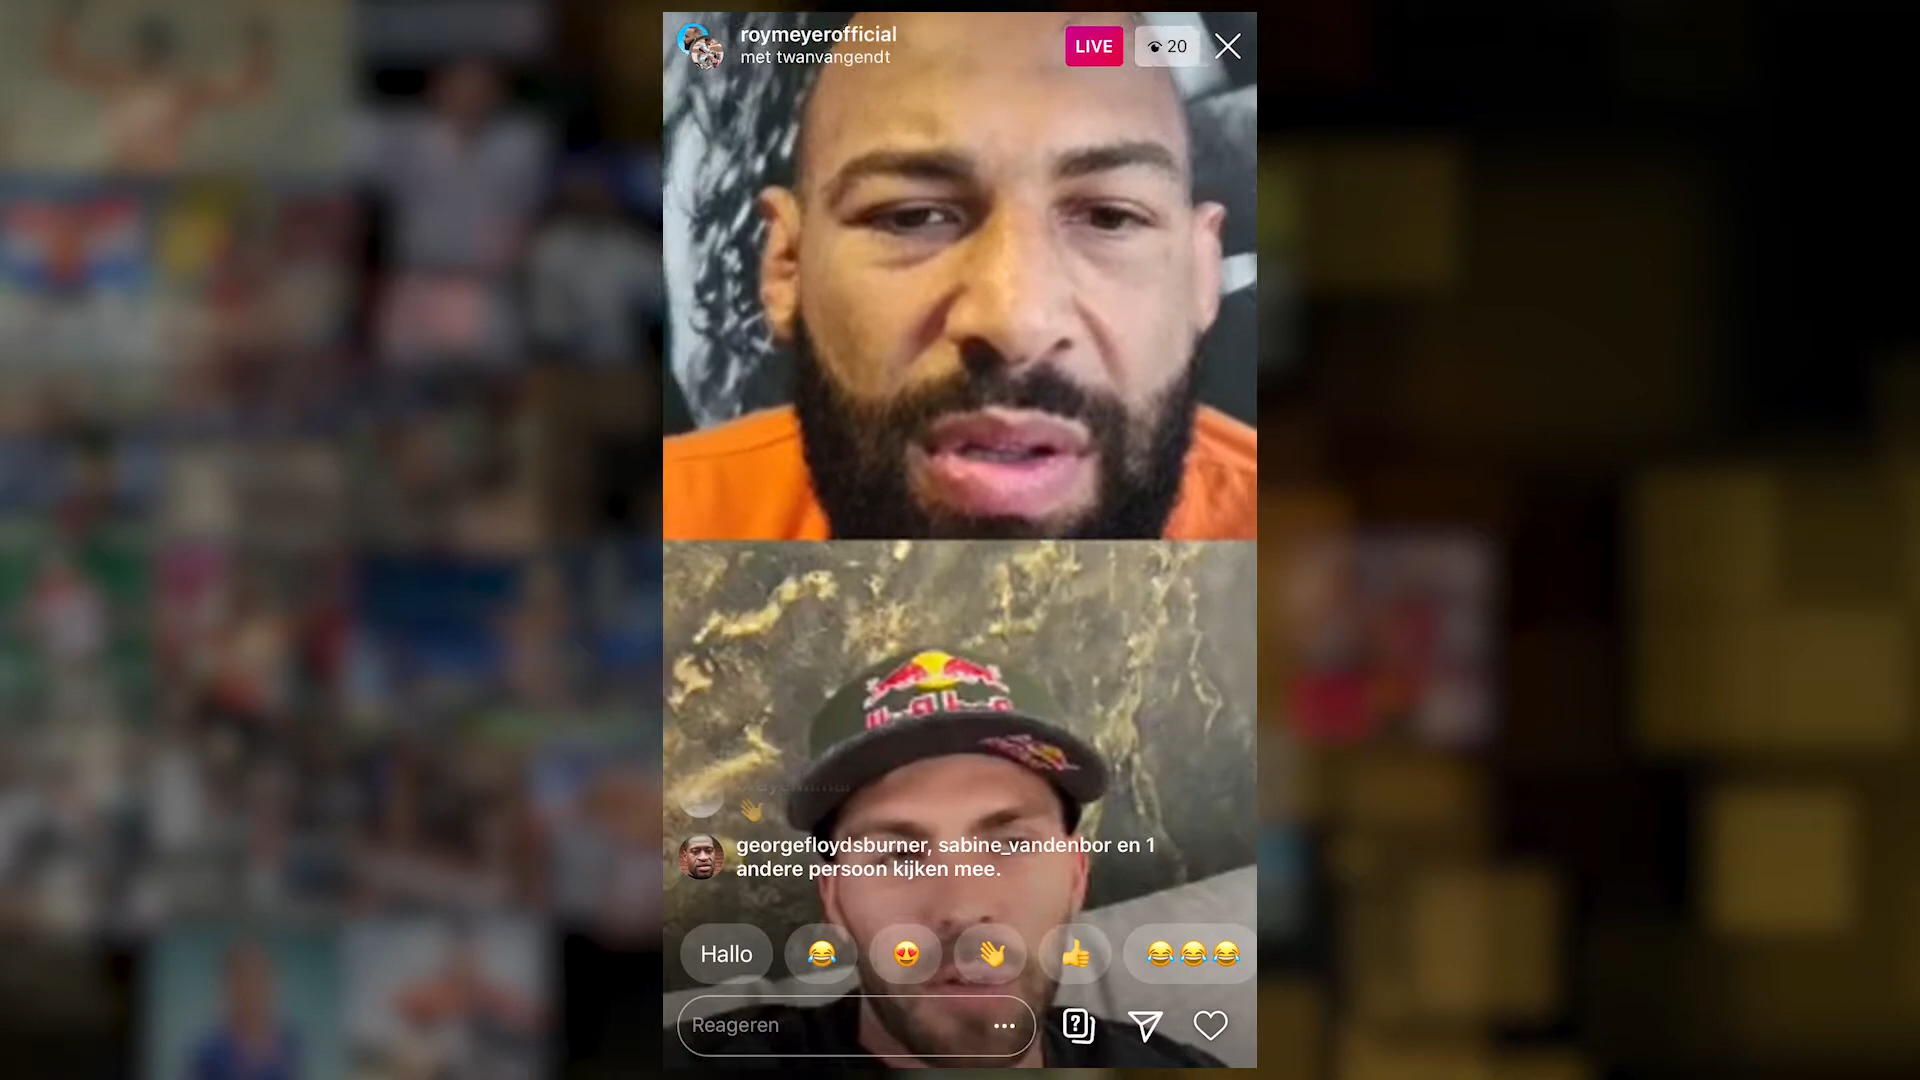 roymeyerofficial
met twanvangendt
LIVE
20
georgefloydsburner, sabine_vandenbor en 1
andere persoon kijken mee.
Hallo
Reageren